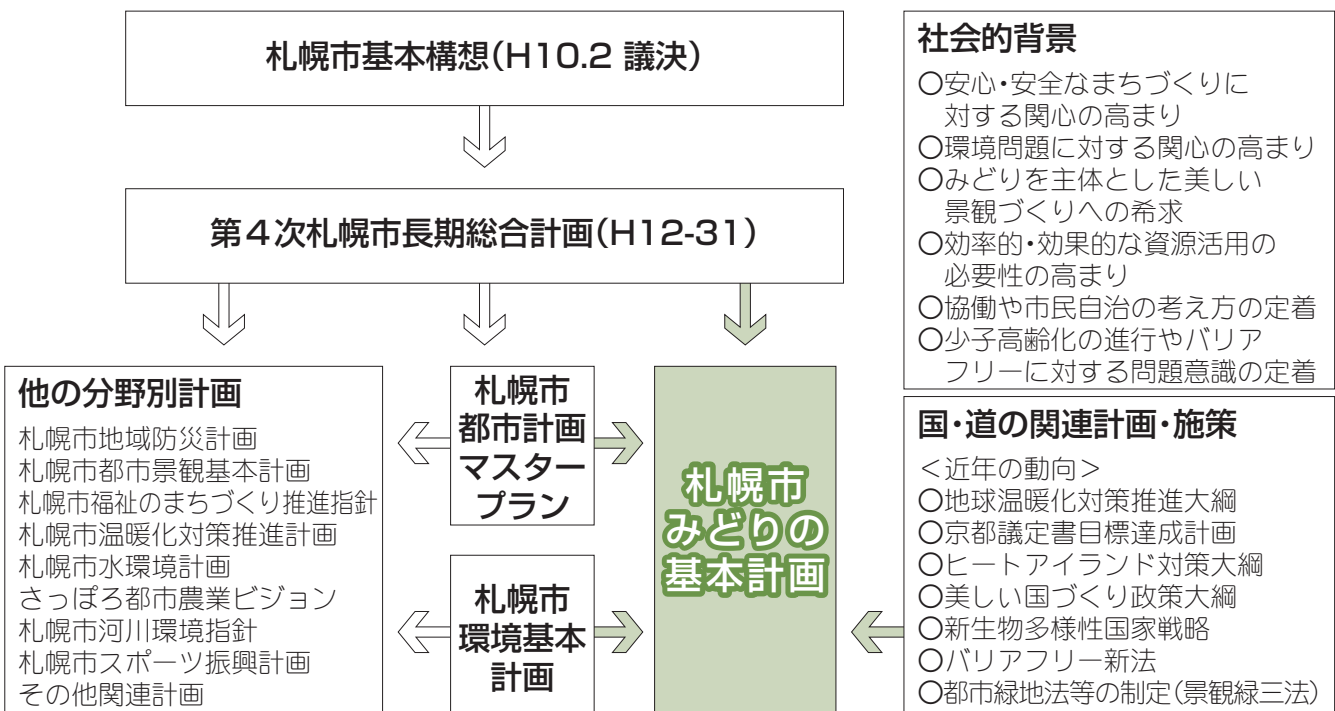 札幌市基本構想(H10.2 議決)
第4次札幌市長期総合計画(H12-31)
他の分野別計画
札幌市地域防災計画
札幌市都市景観基本計画
札幌市福祉のまちづくり推進指針
札幌市温暖化対策推進計画
札幌市水環境計画
さっぽろ都市農業ビジョン
札幌市河川環境指針
札幌市スポーツ振興計画
その他関連計画
札幌市
都市計画
マスター
プラン
札幌市
環境基本
計画
札幌市
みどりの
基本計画
社会的背景
○安心・安全なまちづくりに
対する関心の高まり
○環境問題に対する関心の高まり
○みどりを主体とした美しい
景観づくりへの希求
○効率的・効果的な資源活用の
必要性の高まり
○協働や市民自治の考え方の定着
○少子高齢化の進行やバリア
フリーに対する問題意識の定着
国・道の関連計画・施策
＜近年の動向＞
○地球温暖化対策推進大綱
○京都議定書目標達成計画
○ヒートアイランド対策大綱
○美しい国づくり政策大綱
○新生物多様性国家戦略
○バリアフリー新法
○都市緑地法等の制定(景観緑三法)